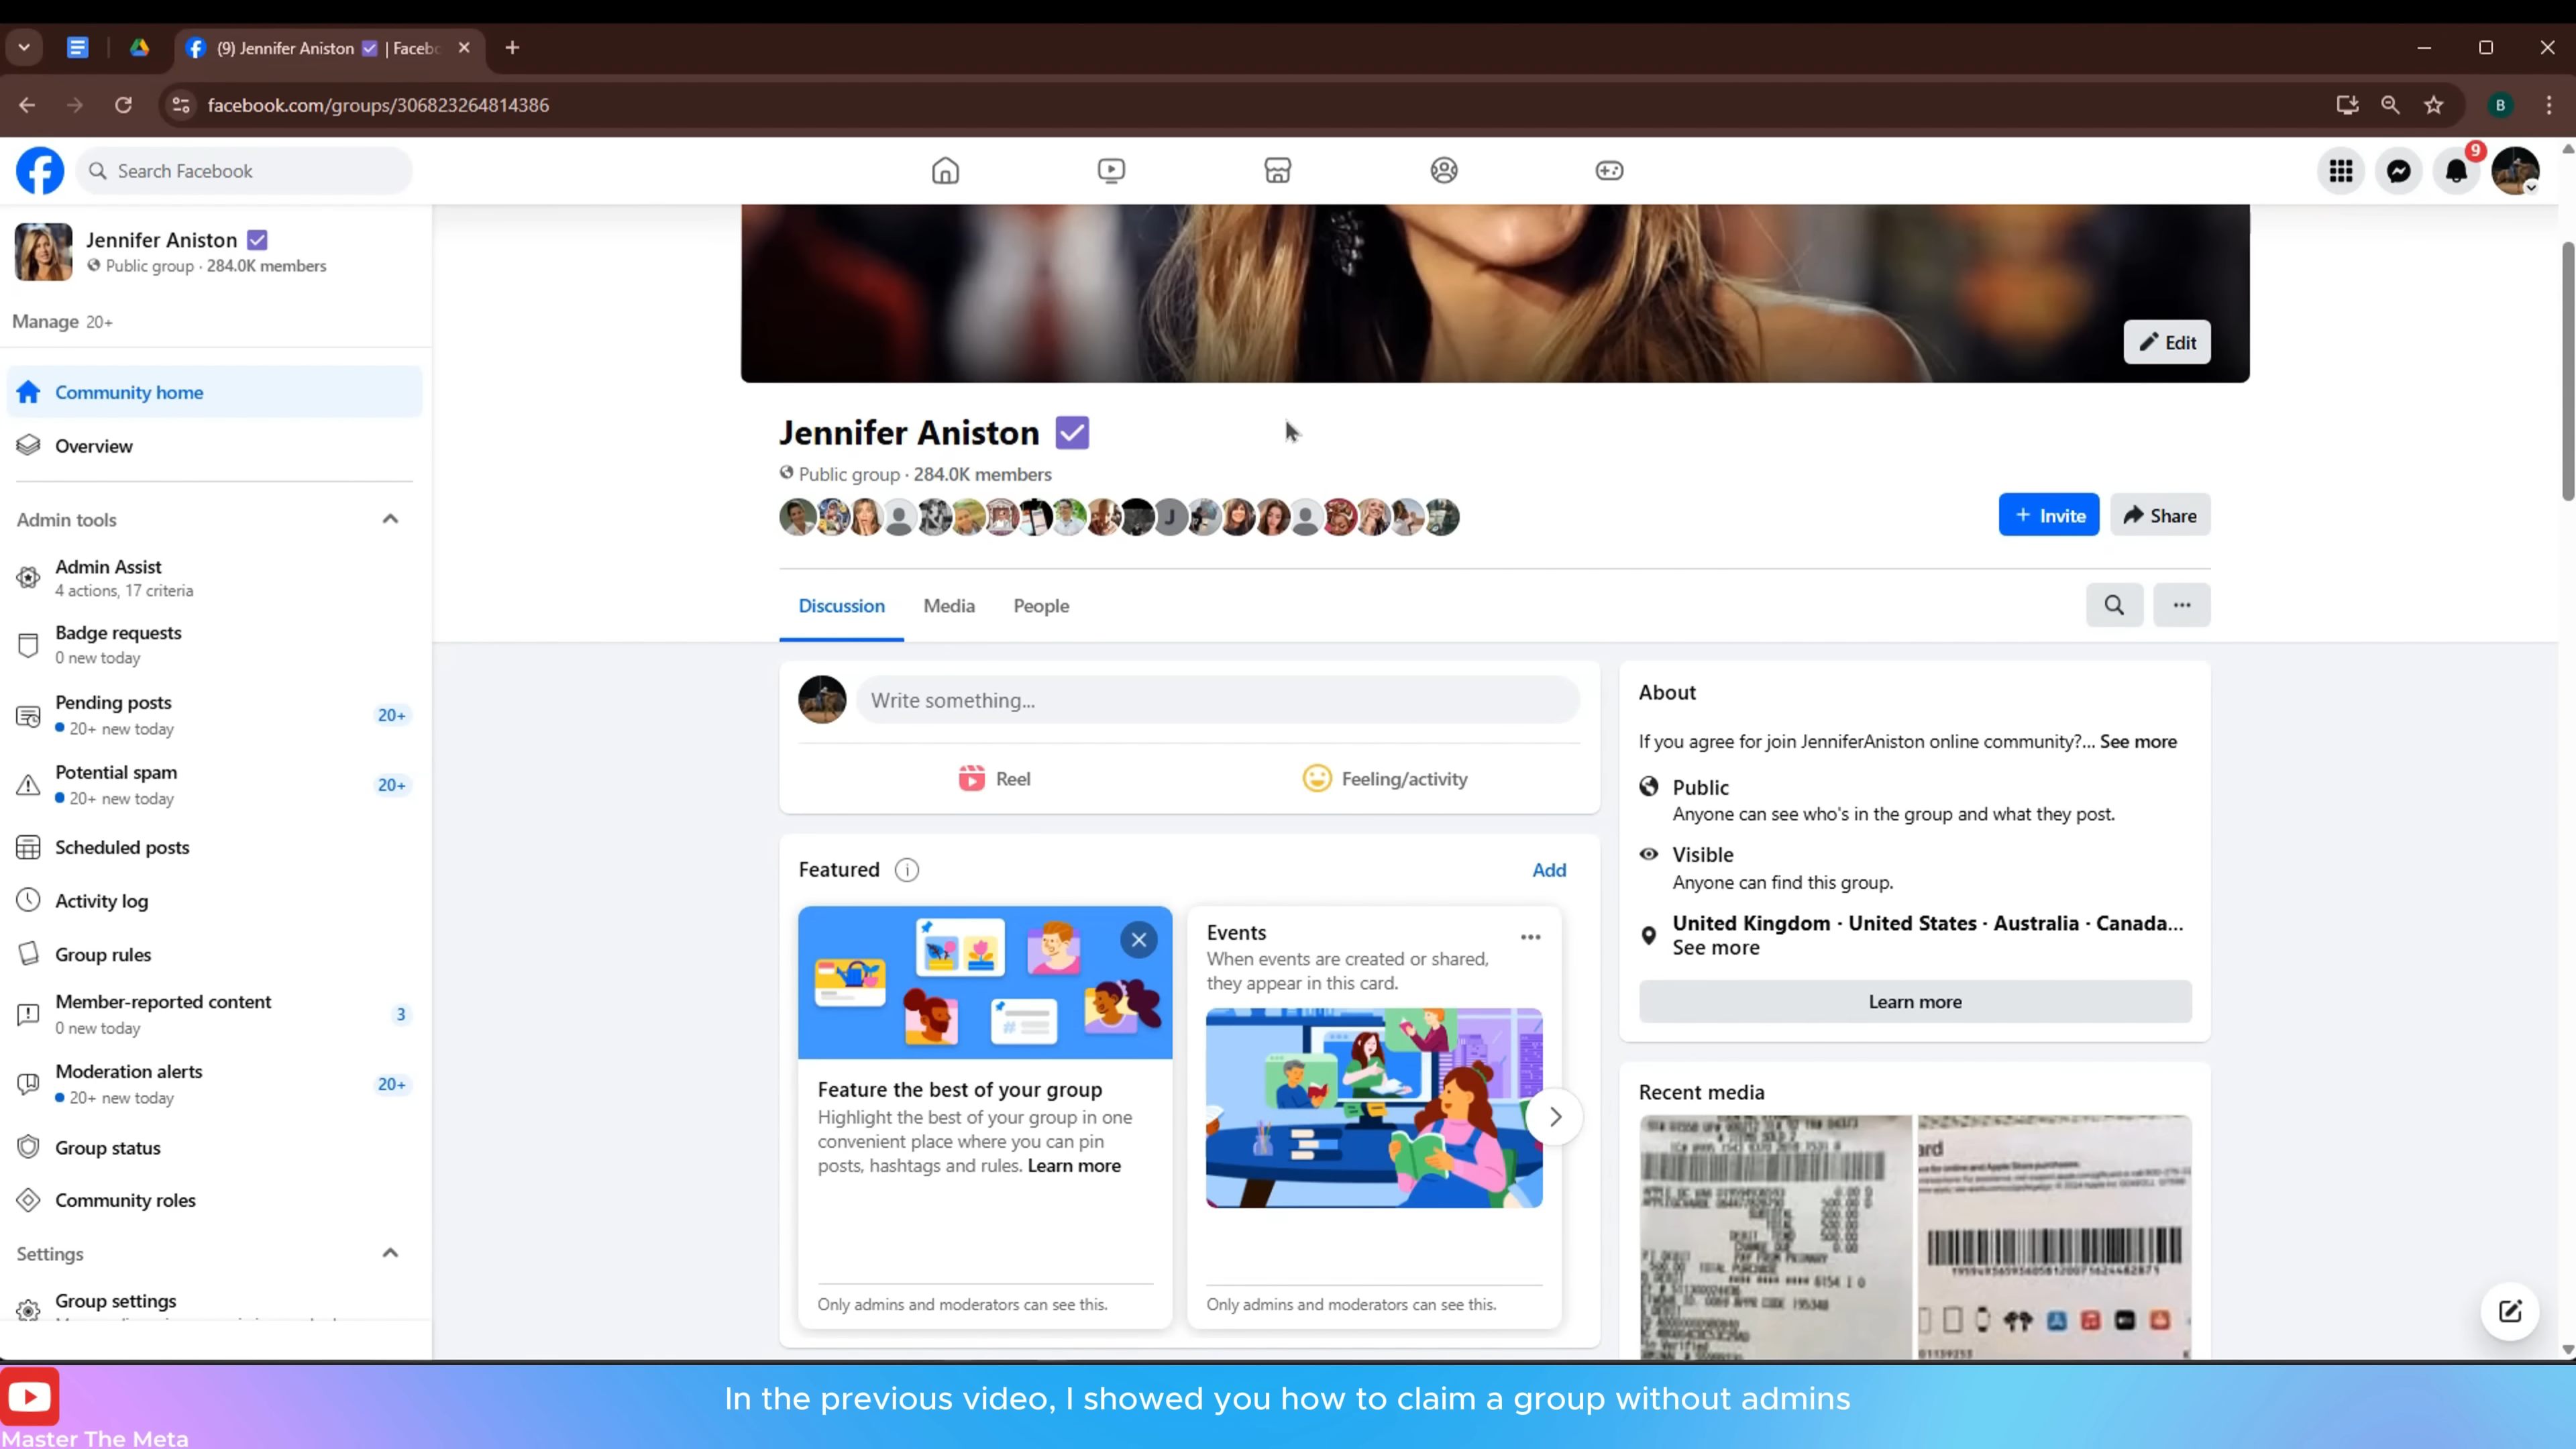 (9) Jennifer Aniston ☑ | Facebo
facebook.com/groups/306823264814386
B
Search Facebook
9
Jennifer Aniston ☑
Public group · 284.0K members
Manage 20+
Community home
Overview
Admin tools
Admin Assist
4 actions, 17 criteria
Badge requests
0 new today
Pending posts
20+ new today
20+
Potential spam
20+ new today
20+
Scheduled posts
Activity log
Group rules
Member-reported content
0 new today
3
Moderation alerts
20+ new today
20+
Group status
Community roles
Settings
Group settings
Edit
Jennifer Aniston ☑
Public group · 284.0K members
J
+ Invite
Share
Discussion
Media
People
Write something...
Reel
Feeling/activity
Featured
Add
Feature the best of your group
Highlight the best of your group in one
convenient place where you can pin
posts, hashtags and rules. Learn more
Only admins and moderators can see this.
Events
When events are created or shared,
they appear in this card.
Only admins and moderators can see this.
About
If you agree for join JenniferAniston online community?... See more
Public
Anyone can see who's in the group and what they post.
Visible
Anyone can find this group.
United Kingdom · United States · Australia · Canada...
See more
Learn more
Recent media
In the previous video, I showed you how to claim a group without admins
Master The Meta